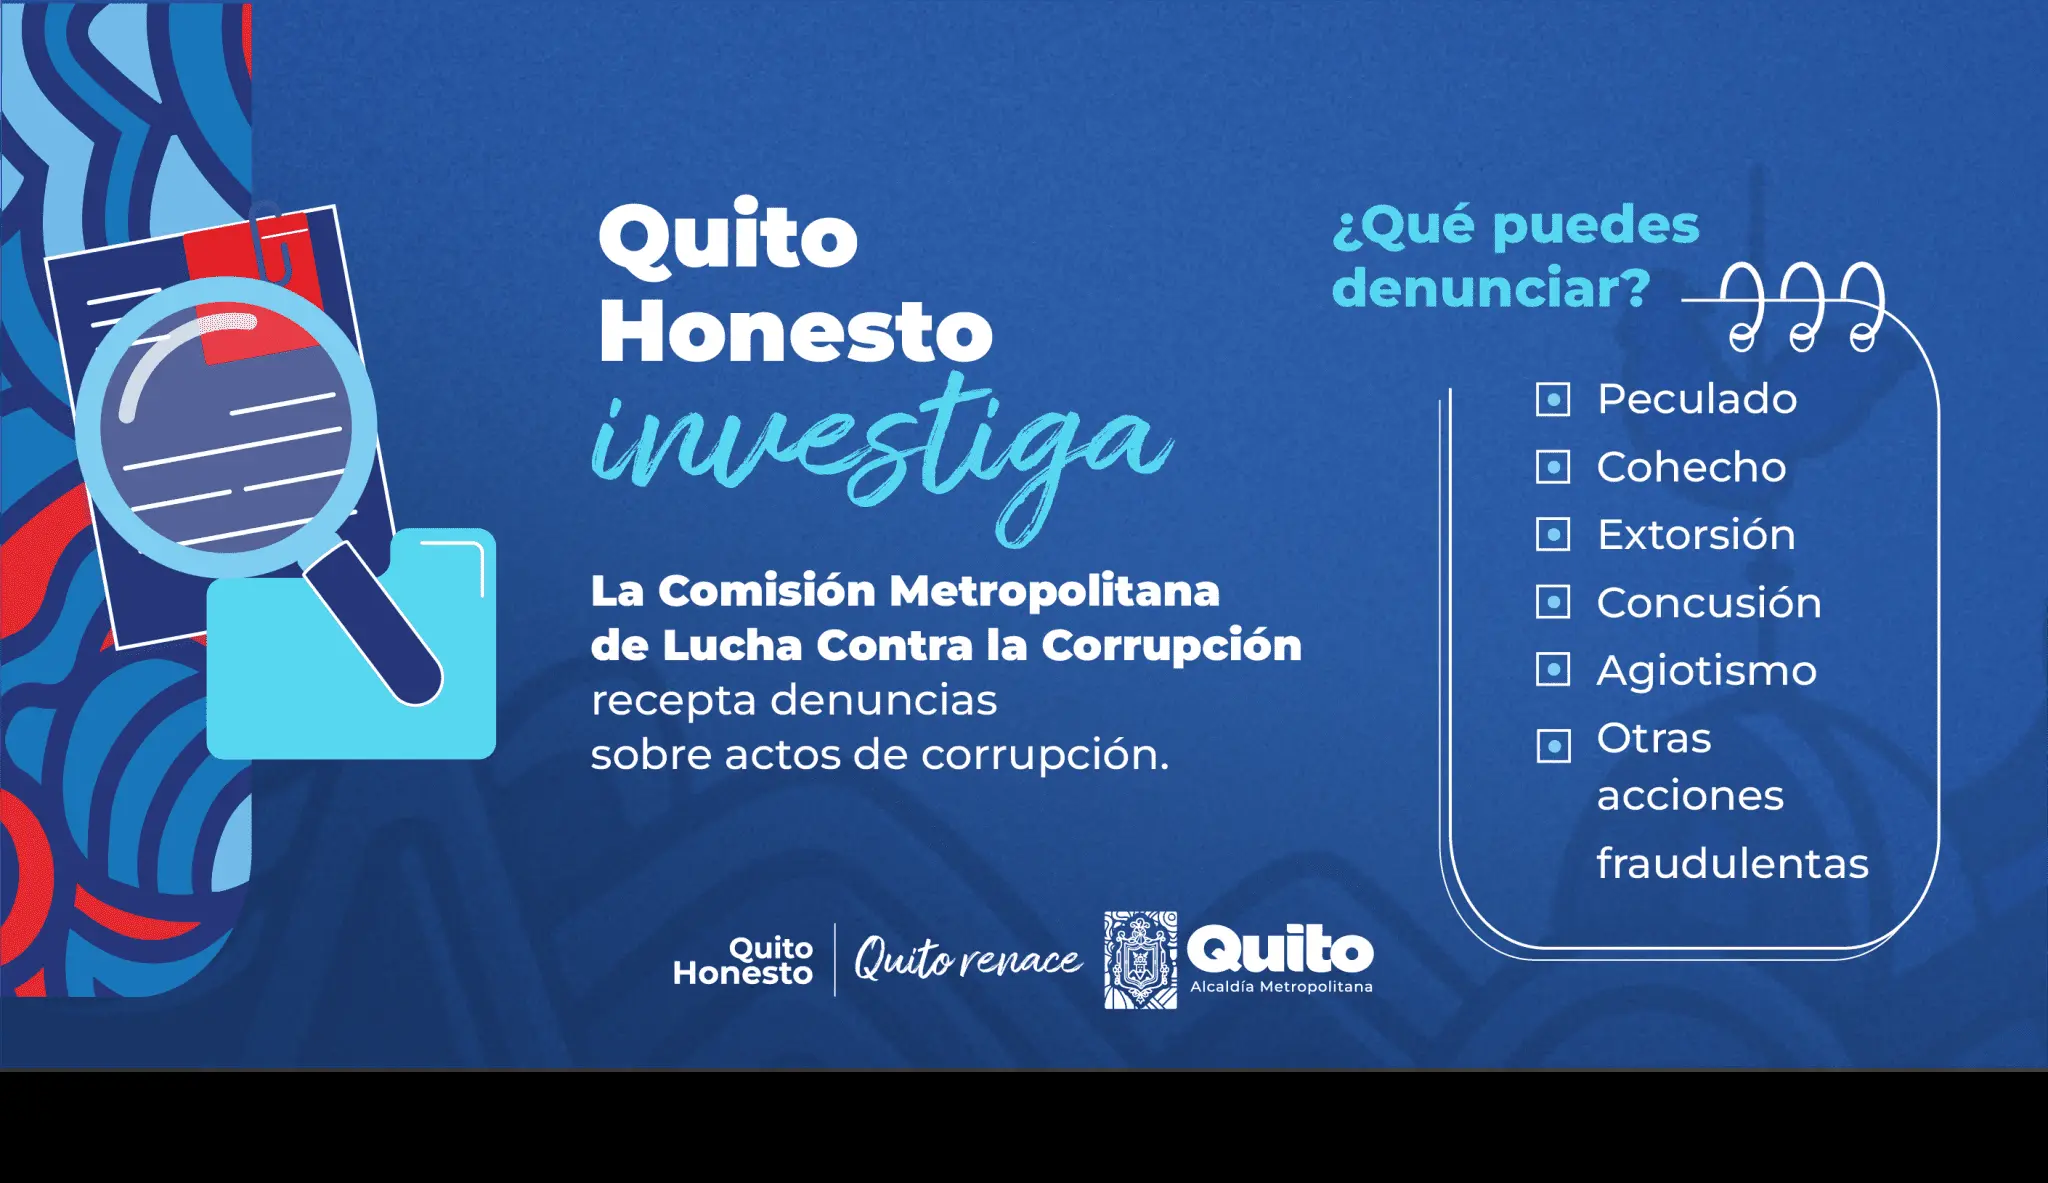 Quito
Honesto
investiga
La Comisión Metropolitana
de Lucha Contra la Corrupción
recepta denuncias
sobre actos de corrupción.
¿Qué puedes
denunciar?
Peculado
Cohecho
Extorsión
Concusión
Agiotismo
Otras
acciones
fraudulentas
Quito
Honesto
Quito renace
Quito
Alcaldía Metropolitana